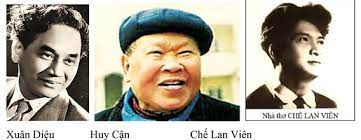 Nhà thơ CHẾ LAN VIÊN
Xuân Diệu Huy Cận Chế Lan Viên